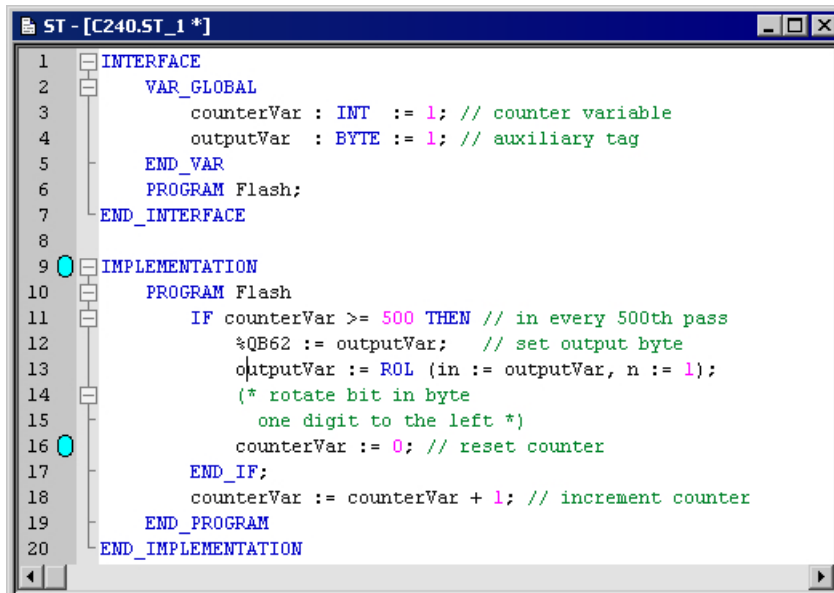 ST - [C240.ST_1 *]
1 INTERFACE
2 VAR_GLOBAL
3 counterVar : INT := 1; // counter variable
4 outputVar : BYTE := 1; // auxiliary tag
5 END_VAR
6 PROGRAM Flash;
7 END_INTERFACE
8
9 IMPLEMENTATION
10 PROGRAM Flash
11 IF counterVar >= 500 THEN // in every 500th pass
12 %QB62 := outputVar; // set output byte
13 outputVar := ROL (in := outputVar, n := 1);
14 (* rotate bit in byte
15 one digit to the left *)
16 counterVar := 0; // reset counter
17 END_IF;
18 counterVar := counterVar + 1; // increment counter
19 END_PROGRAM
20 END_IMPLEMENTATION